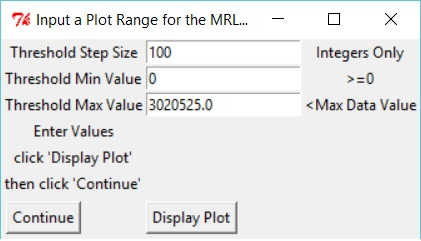 Input a Plot Range for the MRL...
Threshold Step Size 100 Integers Only
Threshold Min Value 0 >=0
Threshold Max Value 3020525.0 <Max Data Value
Enter Values
click 'Display Plot'
then click 'Continue'
Continue Display Plot